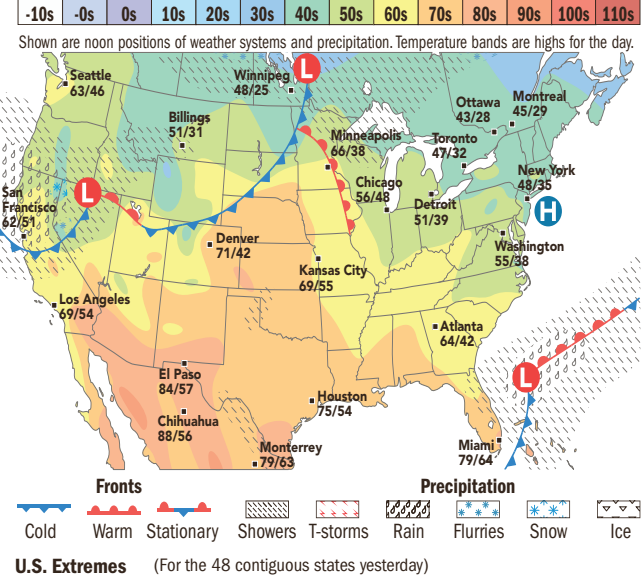 -10s -0s 0s 10s 20s 30s 40s 50s 60s 70s 80s 90s 100s 110s
Shown are noon positions of weather systems and precipitation. Temperature bands are highs for the day.
Seattle
63/46
Winnipeg
48/25
L
Billings
51/31
Ottawa
43/28
Montreal
45/29
Minneapolis
66/38
Toronto
47/32
New York
48/35
San
Francisco
62/51
L
Chicago
56/48
Detroit
51/39
H
Denver
71/42
Washington
55/38
Kansas City
69/55
Los Angeles
69/54
Atlanta
64/42
El Paso
84/57
L
Houston
75/54
Chihuahua
88/56
Monterrey
79/63
Miami
79/64
Fronts
Precipitation
Cold Warm Stationary Showers T-storms Rain Flurries Snow Ice
U.S. Extremes (For the 48 contiguous states yesterday)